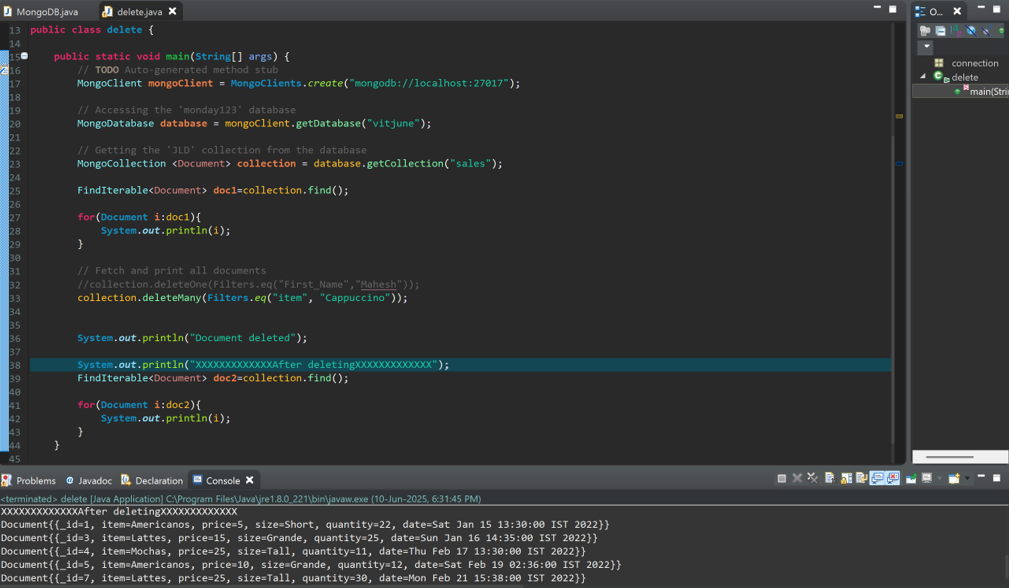 MongoDB.java
delete.java
O...
13 public class delete {
14
15 public static void main(String[] args) {
16 // TODO Auto-generated method stub
17 MongoClient mongoClient = MongoClients.create("mongodb://localhost:27017");
18
19 // Accessing the 'monday123' database
20 MongoDatabase database = mongoClient.getDatabase("vitjune");
21
22 // Getting the 'JLD' collection from the database
23 MongoCollection <Document> collection = database.getCollection("sales");
24
25 FindIterable<Document> doc1=collection.find();
26
27 for(Document i:doc1){
28 System.out.println(i);
29 }
30
31 // Fetch and print all documents
32 //collection.deleteOne(Filters.eq("First_Name","Mahesh"));
33 collection.deleteMany(Filters.eq("item", "Cappuccino"));
34
35
36 System.out.println("Document deleted");
37
38 System.out.println("XXXXXXXXXXXXXAfter deletingXXXXXXXXXXXXX");
39 FindIterable<Document> doc2=collection.find();
40
41 for(Document i:doc2){
42 System.out.println(i);
43 }
44 }
45
connection
delete
main(Stri
Problems Javadoc Declaration Console
<terminated> delete [Java Application] C:\Program Files\Java\jre1.8.0_221\bin\javaw.exe (10-Jun-2025, 6:31:45 PM)
XXXXXXXXXXXXXAfter deletingXXXXXXXXXXXXX
Document{{_id=1, item=Americanos, price=5, size=Short, quantity=22, date=Sat Jan 15 13:30:00 IST 2022}}
Document{{_id=3, item=Lattes, price=15, size=Grande, quantity=25, date=Sun Jan 16 14:35:00 IST 2022}}
Document{{_id=4, item=Mochas, price=25, size=Tall, quantity=11, date=Thu Feb 17 13:30:00 IST 2022}}
Document{{_id=5, item=Americanos, price=10, size=Grande, quantity=12, date=Sat Feb 19 02:36:00 IST 2022}}
Document{{_id=7, item=Lattes, price=25, size=Tall, quantity=30, date=Mon Feb 21 15:38:00 IST 2022}}